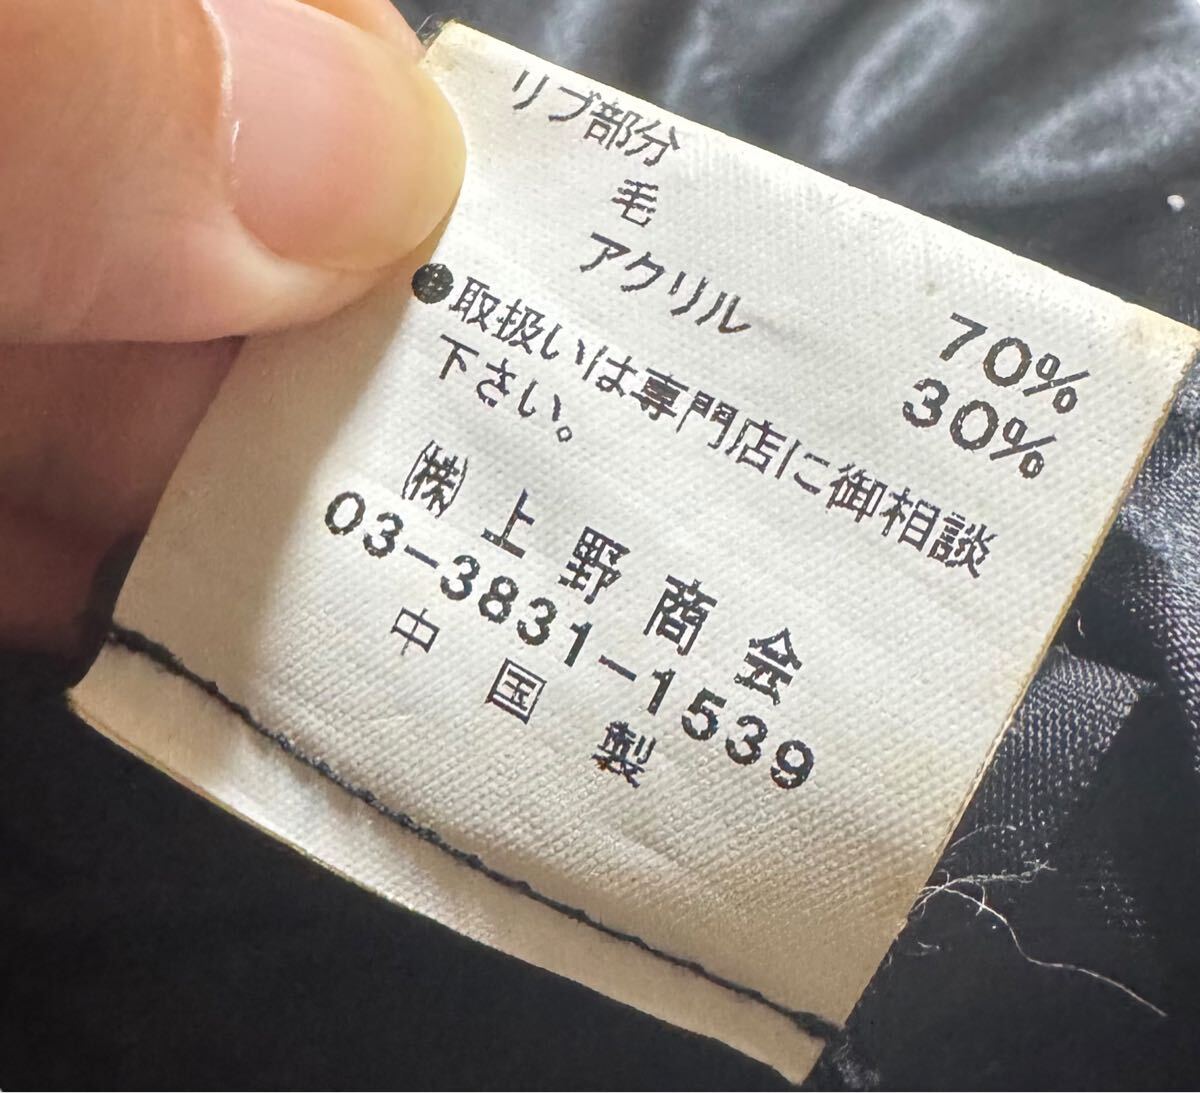 リブ部分
毛 70%
アクリル 30%
●取扱いは専門店に御相談
下さい。
㈱上野商会
03-3831-1539
中国製